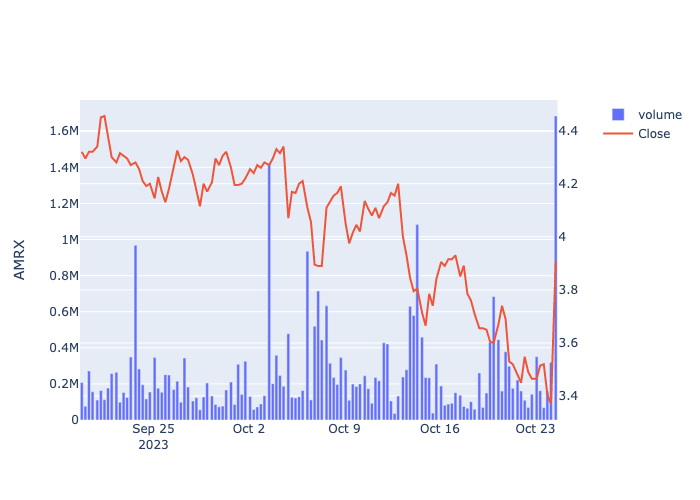 volume
Close
AMRX
1.6M
1.4M
1.2M
1M
0.8M
0.6M
0.4M
0.2M
0
4.4
4.2
4
3.8
3.6
3.4
Sep 25
2023
Oct 2
Oct 9
Oct 16
Oct 23